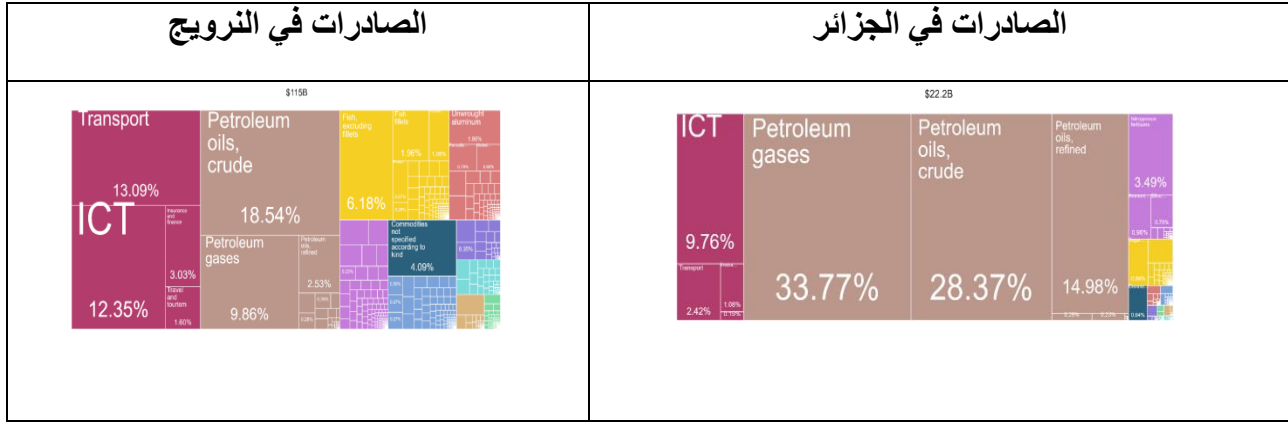 الصادرات في الجزائر
الصادرات في النرويج
$22.2B
ICT
9.76%
Transport
2.42%
1.06%
0.19%
Petroleum
gases
33.77%
Petroleum
oils,
crude
28.37%
Petroleum
oils,
refined
14.98%
3.49%
$115B
Transport
13.09%
ICT
12.35%
Insurance
and
finance
3.03%
Travel
and
tourism
1.60%
Petroleum
oils,
crude
18.54%
Petroleum
gases
9.86%
Petroleum
oils,
refined
2.53%
Fish,
excluding
fillets
6.18%
Fish
fillets
1.96%
Unwrought
aluminum
Commodities
not
specified
according to
kind
4.09%